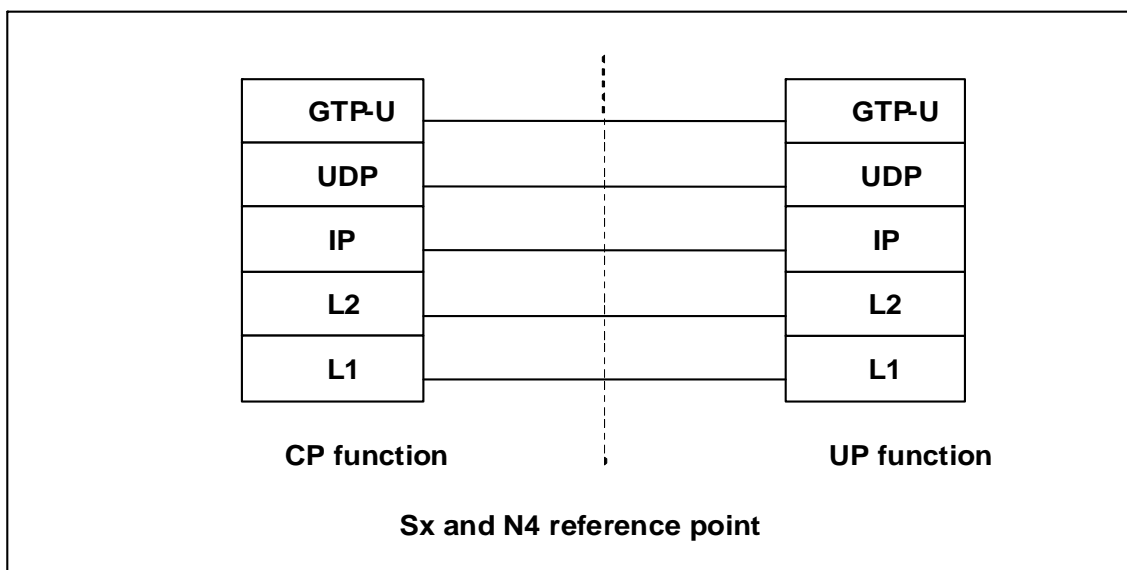 GTP-U GTP-U
UDP UDP
IP IP
L2 L2
L1 L1
CP function UP function
Sx and N4 reference point